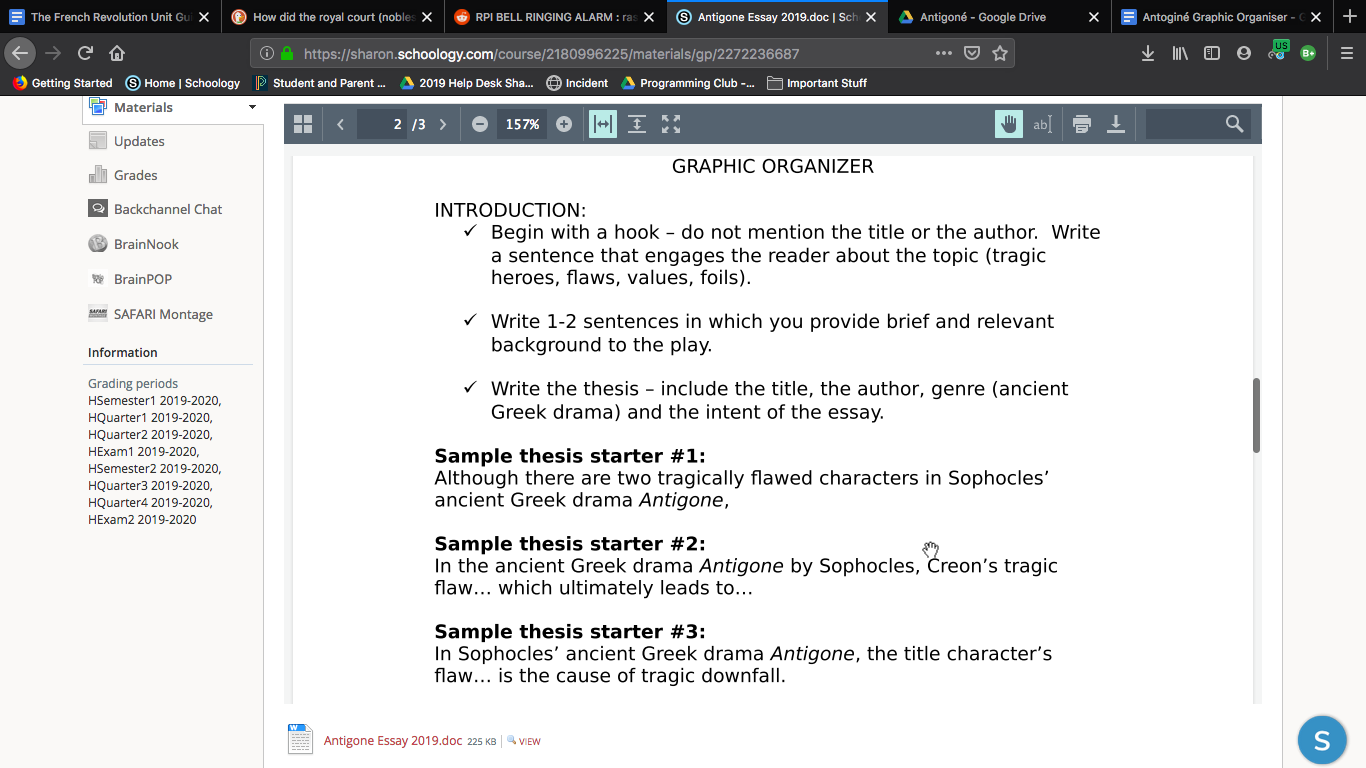 The French Revolution Unit Gui
How did the royal court (nobles
RPI BELL RINGING ALARM : ras
Antigone Essay 2019.doc | Scho
Antigoné - Google Drive
Antoginé Graphic Organiser - G
https://sharon.schoology.com/course/2180996225/materials/gp/2272236687
US
B+
Getting Started
Home | Schoology
Student and Parent ...
2019 Help Desk Sha...
Incident
Programming Club -...
Important Stuff
Materials
Updates
Grades
Backchannel Chat
BrainNook
BrainPOP
SAFARI Montage
Information
Grading periods
HSemester1 2019-2020,
HQuarter1 2019-2020,
HQuarter2 2019-2020,
HExam1 2019-2020,
HSemester2 2019-2020,
HQuarter3 2019-2020,
HQuarter4 2019-2020,
HExam2 2019-2020
2 /3
157%
ab
GRAPHIC ORGANIZER
INTRODUCTION:
✓ Begin with a hook – do not mention the title or the author. Write
a sentence that engages the reader about the topic (tragic
heroes, flaws, values, foils).
✓ Write 1-2 sentences in which you provide brief and relevant
background to the play.
✓ Write the thesis – include the title, the author, genre (ancient
Greek drama) and the intent of the essay.
Sample thesis starter #1:
Although there are two tragically flawed characters in Sophocles’
ancient Greek drama Antigone,
Sample thesis starter #2:
In the ancient Greek drama Antigone by Sophocles, Creon’s tragic
flaw… which ultimately leads to…
Sample thesis starter #3:
In Sophocles’ ancient Greek drama Antigone, the title character’s
flaw… is the cause of tragic downfall.
Antigone Essay 2019.doc 225 KB | VIEW
S